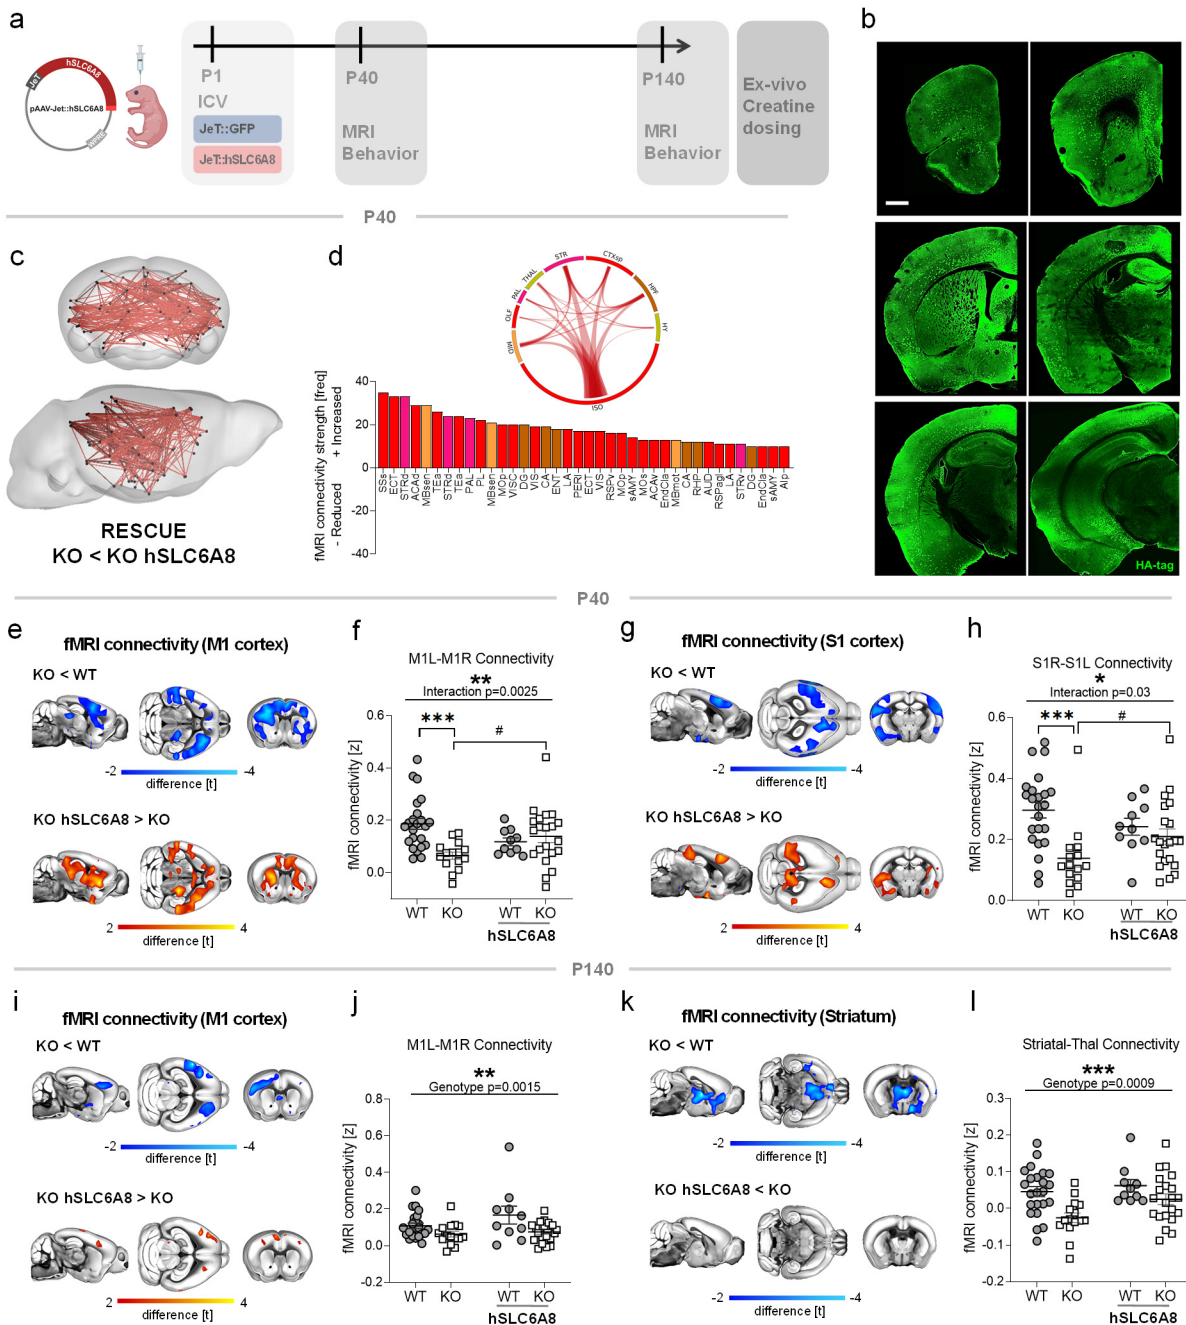 a
hSLC6A8
JeT
pAAV-Jet::hSLC6A8
WPRE
P1
ICV
JeT::GFP
JeT::hSLC6A8
P40
MRI
Behavior
P140
MRI
Behavior
Ex-vivo
Creatine
dosing
b
HA-tag
P40
c
RESCUE
KO < KO hSLC6A8
d
STR
CTXsp
THAL
HPF
PAL
OLF
HY
MID
ISO
fMRI connectivity strength [freq]
- Reduced + Increased
40
20
0
-20
-40
SSs ECT STRd ACAd MBsen TEa STRd TEa PAL PL MBsen MOp VISC DG VIS CA ENT LA PERI ECT VIS RSPv MOp sAMY MOs ACAv EndCla MBmot CA RHP AUD RSPagl LA STRv DG EndCla sAMY AIp
P40
e
fMRI connectivity (M1 cortex)
KO < WT
-2 -4
difference [t]
KO hSLC6A8 > KO
2 4
difference [t]
f
M1L-M1R Connectivity
**
Interaction p=0.0025
***
#
fMRI connectivity [z]
0.6
0.4
0.2
0.0
WT KO WT KO
hSLC6A8
g
fMRI connectivity (S1 cortex)
KO < WT
-2 -4
difference [t]
KO hSLC6A8 > KO
2 4
difference [t]
h
S1R-S1L Connectivity
*
Interaction p=0.03
***
#
fMRI connectivity [z]
0.6
0.4
0.2
0.0
WT KO WT KO
hSLC6A8
P140
i
fMRI connectivity (M1 cortex)
KO < WT
-2 -4
difference [t]
KO hSLC6A8 > KO
2 4
difference [t]
j
M1L-M1R Connectivity
**
Genotype p=0.0015
fMRI connectivity [z]
0.8
0.6
0.4
0.2
0.0
-0.2
WT KO WT KO
hSLC6A8
k
fMRI connectivity (Striatum)
KO < WT
-2 -4
difference [t]
KO hSLC6A8 < KO
-2 -4
difference [t]
l
Striatal-Thal Connectivity
***
Genotype p=0.0009
fMRI connectivity [z]
0.3
0.2
0.1
0.0
-0.1
-0.2
WT KO WT KO
hSLC6A8